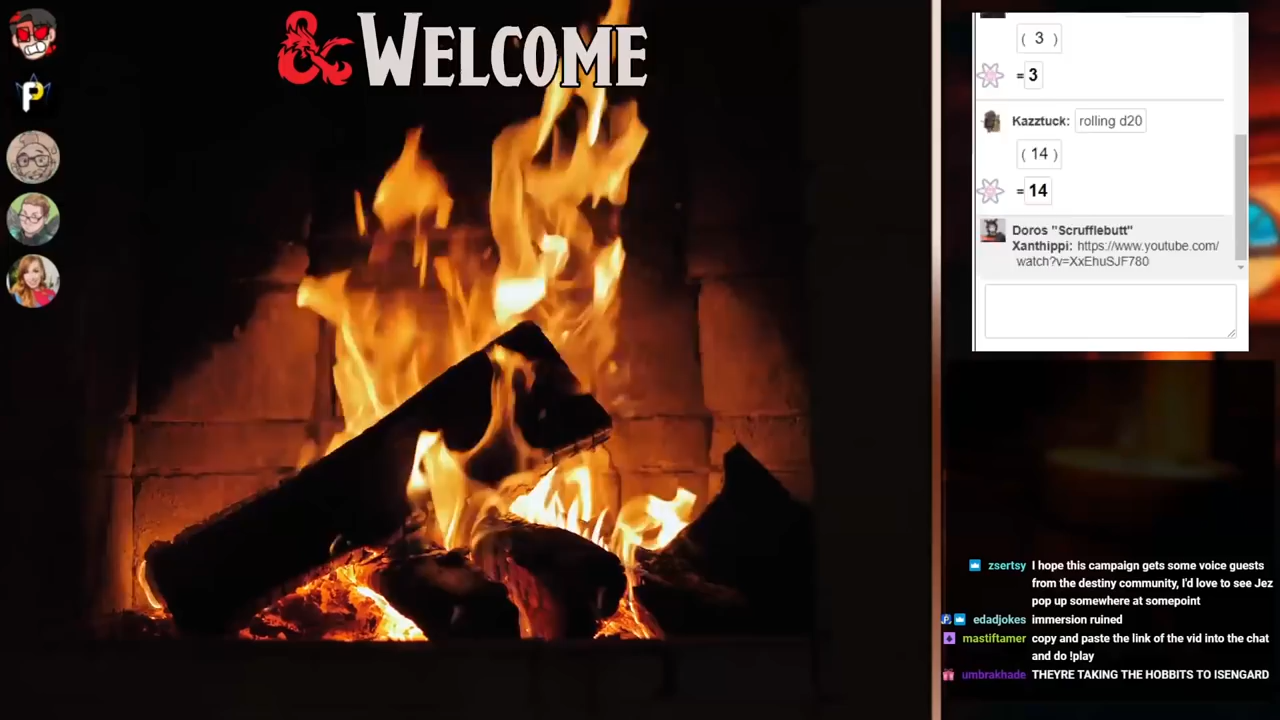 & WELCOME
( 3 )
=3
Kazztuck: rolling d20
( 14 )
=14
Doros "Scrufflebutt"
Xanthippi: https://www.youtube.com/
watch?v=XxEhuSJF780
zsertsy I hope this campaign gets some voice guests
from the destiny community, I'd love to see Jez
pop up somewhere at somepoint
edadjokes immersion ruined
mastiftamer copy and paste the link of the vid into the chat
and do !play
umbrakhade THEYRE TAKING THE HOBBITS TO ISENGARD